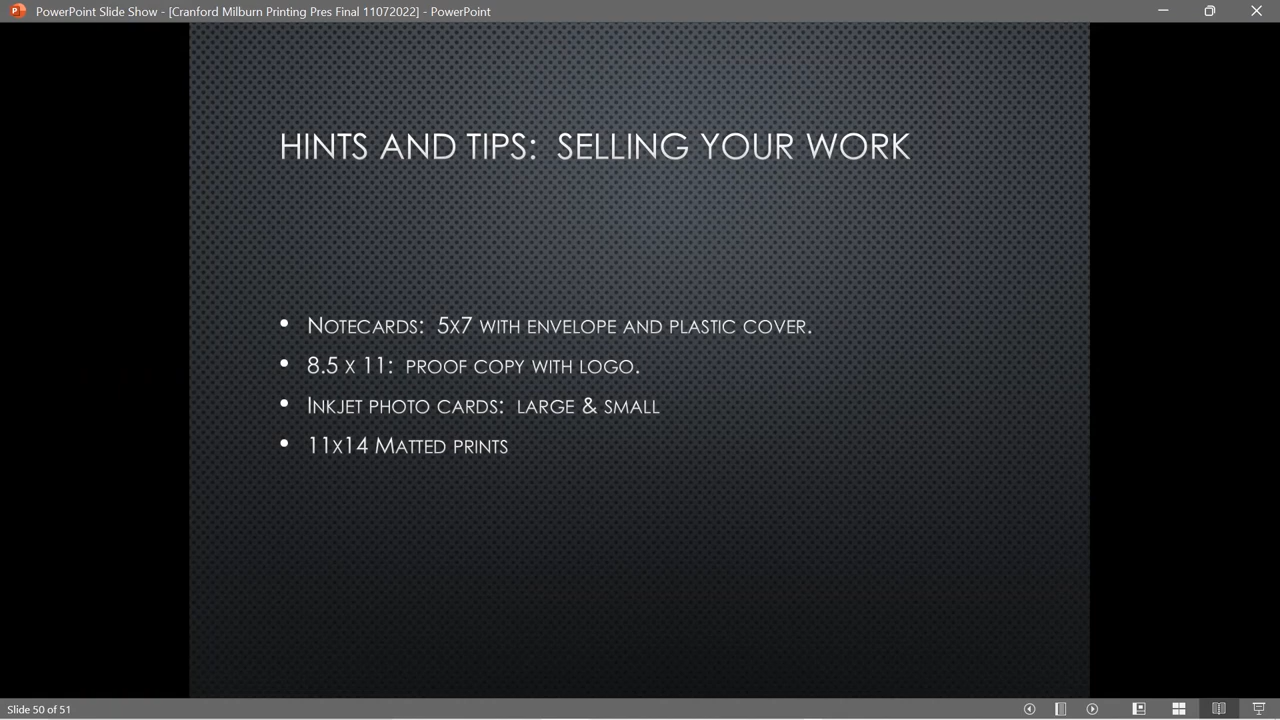 PowerPoint Slide Show - [Cranford Milburn Printing Pres Final 11072022] - PowerPoint
HINTS AND TIPS: SELLING YOUR WORK
• NOTECARDS: 5X7 WITH ENVELOPE AND PLASTIC COVER.
• 8.5 X 11: PROOF COPY WITH LOGO.
• INKJET PHOTO CARDS: LARGE & SMALL
• 11X14 MATTED PRINTS
Slide 50 of 51